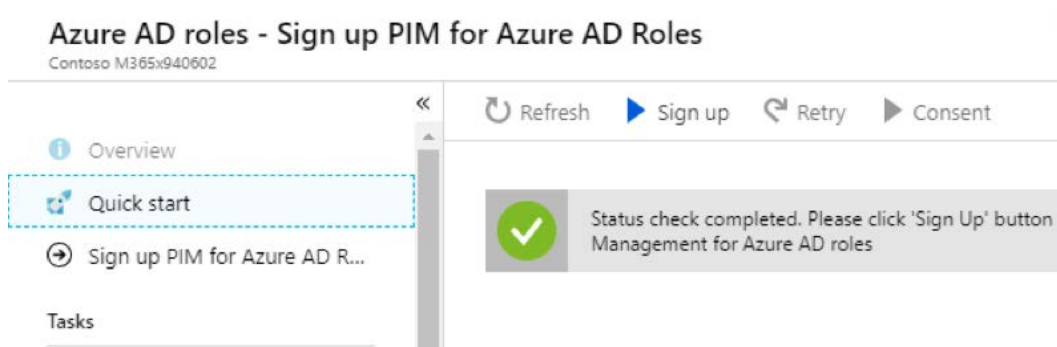 Azure AD roles - Sign up PIM for Azure AD Roles
Contoso M365x940602
«
Refresh Sign up Retry Consent
Overview
Quick start
Sign up PIM for Azure AD R...
Tasks
Status check completed. Please click 'Sign Up' button
Management for Azure AD roles